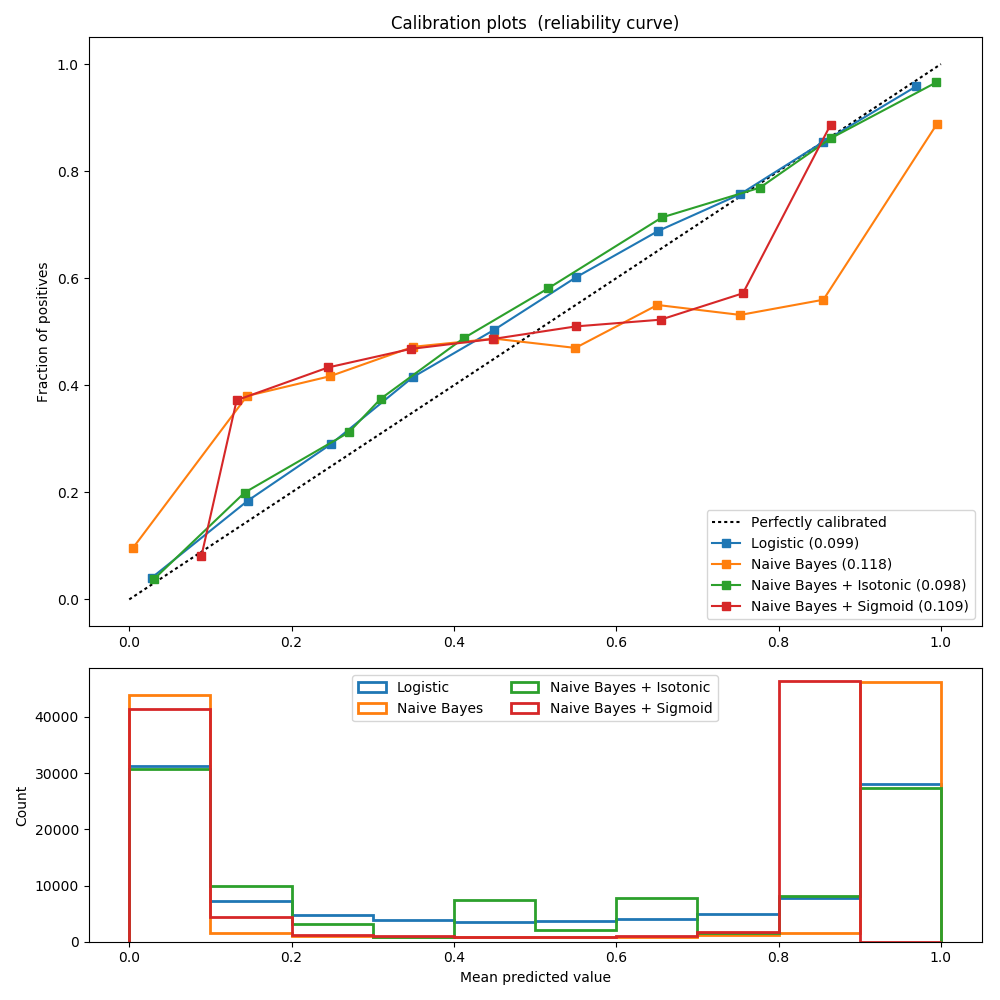 Calibration plots  (reliability curve)
1.0
0.8
0.6
0.4
0.2
0.0
Fraction of positives
Perfectly calibrated
Logistic (0.099)
Naive Bayes (0.118)
Naive Bayes + Isotonic (0.098)
Naive Bayes + Sigmoid (0.109)
0.0 0.2 0.4 0.6 0.8 1.0
Logistic
Naive Bayes
Naive Bayes + Isotonic
Naive Bayes + Sigmoid
40000
30000
20000
10000
0
Count
0.0 0.2 0.4 0.6 0.8 1.0
Mean predicted value